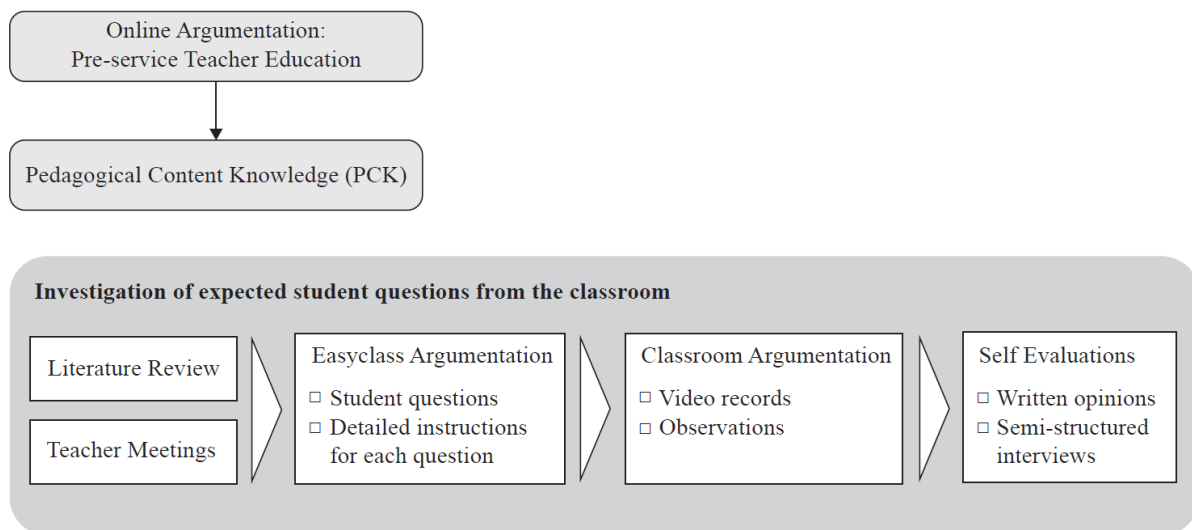 Online Argumentation:
Pre-service Teacher Education
Pedagogical Content Knowledge (PCK)
Investigation of expected student questions from the classroom
Literature Review
Teacher Meetings
Easyclass Argumentation
□ Student questions
□ Detailed instructions
for each question
Classroom Argumentation
□ Video records
□ Observations
Self Evaluations
□ Written opinions
□ Semi-structured
interviews